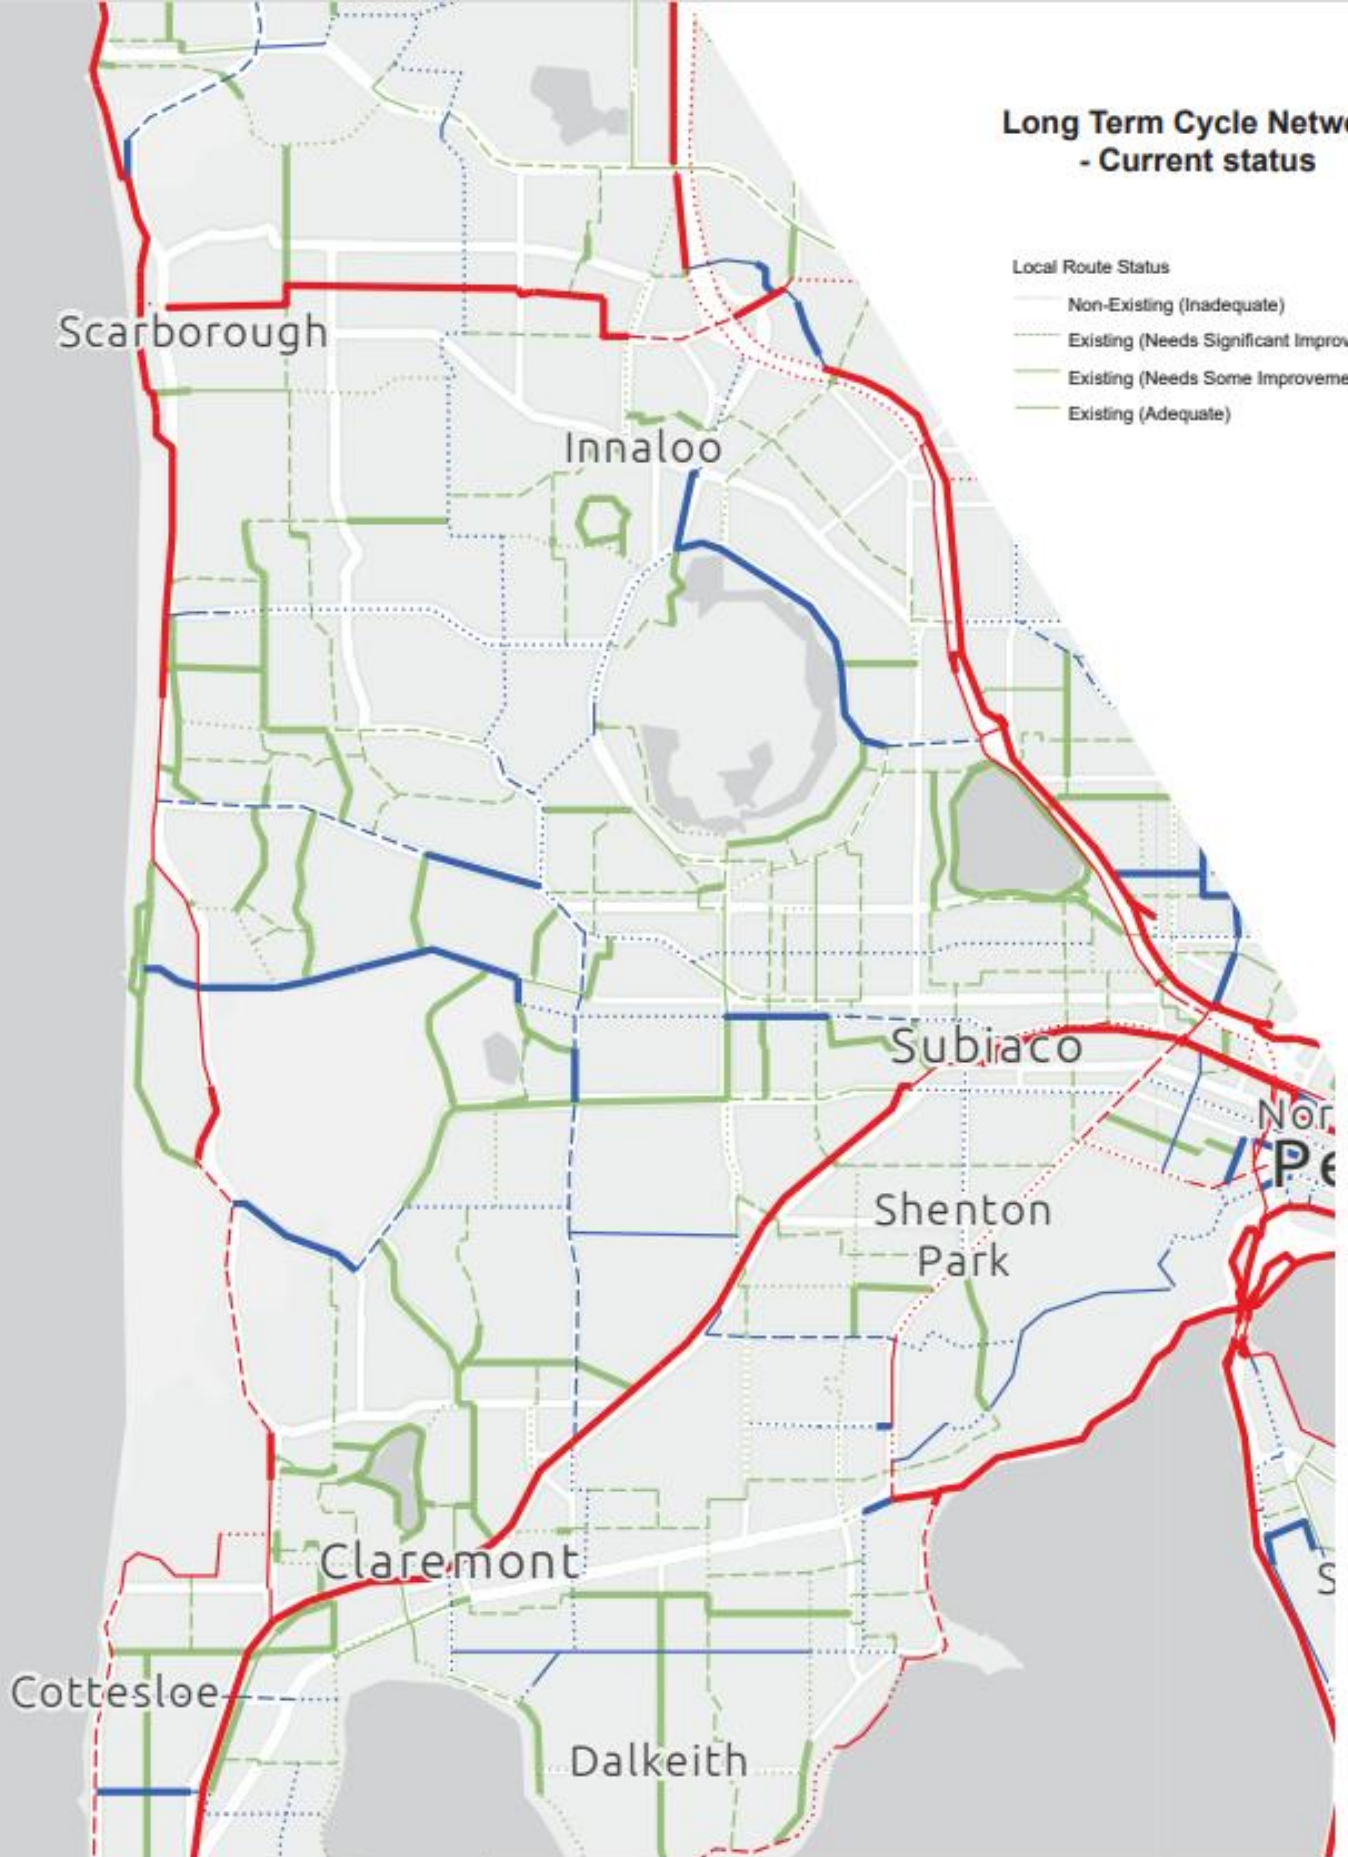 Long Term Cycle Netw
- Current status
Local Route Status
Non-Existing (Inadequate)
Existing (Needs Significant Improv
Existing (Needs Some Improveme
Existing (Adequate)
Scarborough
Innaloo
Subiaco
Nor
Pe
Shenton
Park
Claremont
S
Cottesloe
Dalkeith